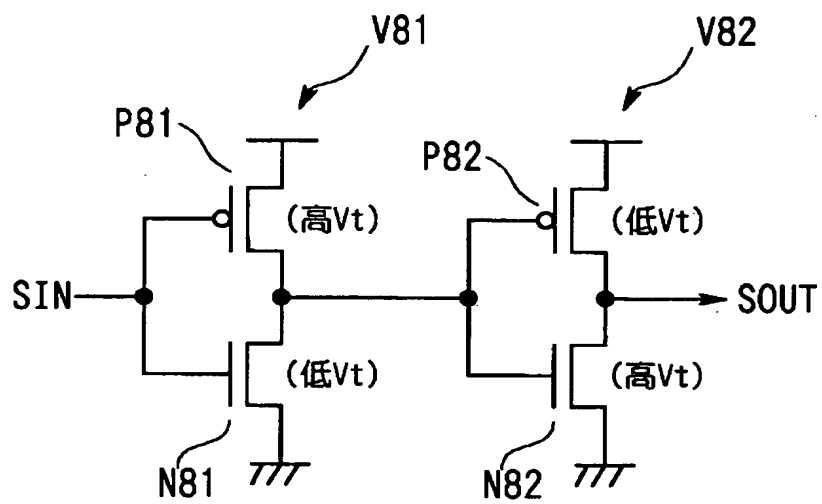 V81
V82
P81
P82
(高Vt)
(低Vt)
SIN
SOUT
(低Vt)
(高Vt)
N81
N82